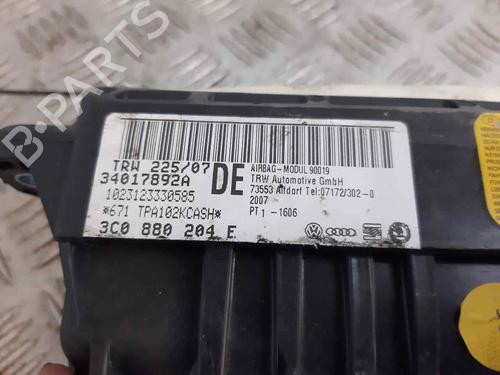 TRW 225/07
34017892A
DE
1023123330585
*671 TPA102KCASH*
3C0 880 204 E
AIRBAG-MODUL 90019
TRW Automotive GmbH
73553 Alfdorf Tel:07172/302-0
2007
PT1-1606
B PARTS